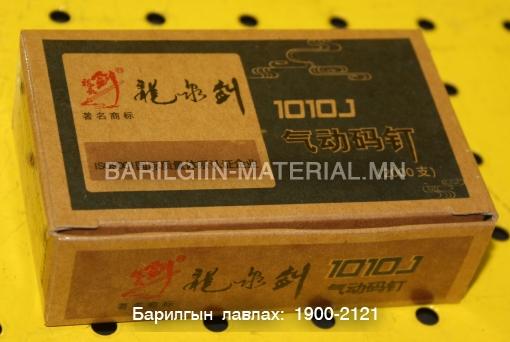 剑®
龍泉劍
著名商标
1010J
气动码钉
BARILGIIN-MATERIAL.MN
龍泉劍
1010J
著名商标
气动码钉
Барилгын лавлах: 1900-2121